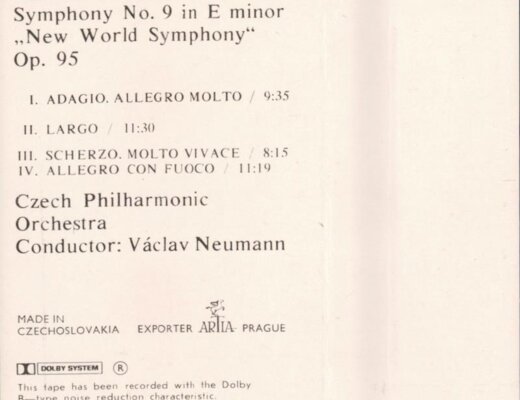 Symphony No. 9 in E minor
„New World Symphony“
Op. 95
I. ADAGIO. ALLEGRO MOLTO / 9:35
II. LARGO / 11:30
III. SCHERZO. MOLTO VIVACE / 8:15
IV. ALLEGRO CON FUOCO / 11:19
Czech Philharmonic
Orchestra
Conductor: Václav Neumann
MADE IN
CZECHOSLOVAKIA EXPORTER ARTIA PRAGUE
DOLBY SYSTEM ®
This tape has been recorded with the Dolby
B—type noise reduction characteristic.